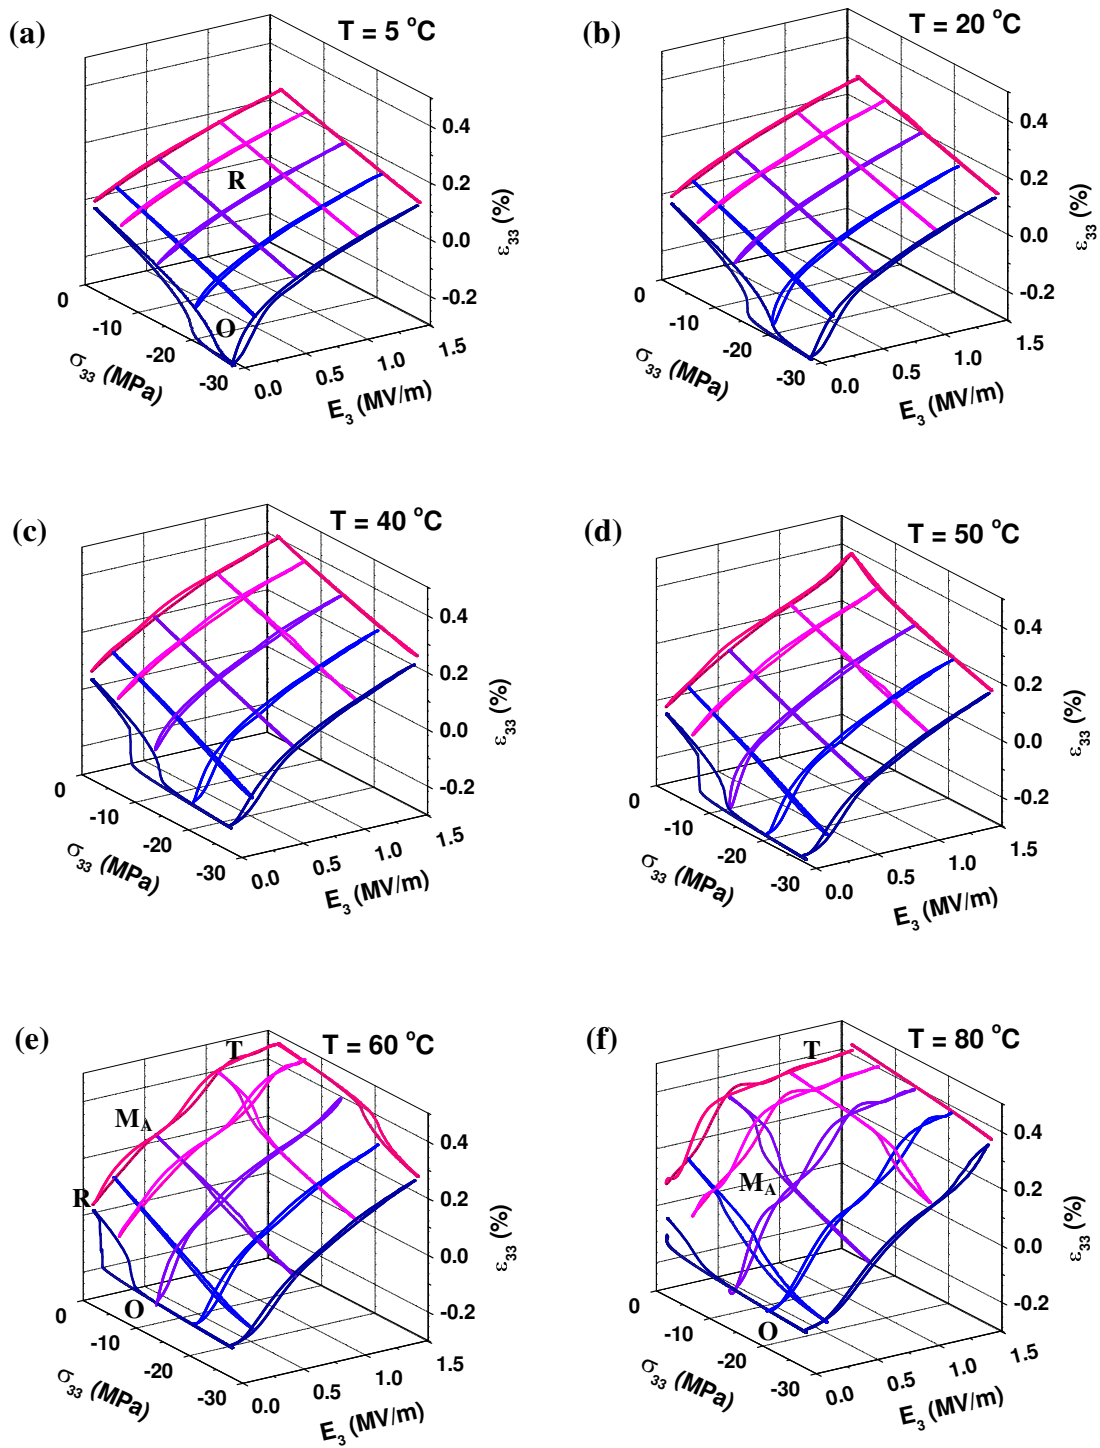 (a)
T = 5 °C
R
O
0.4
0.2
0.0
-0.2
ε33 (%)
0
-10
-20
-30
σ33 (MPa)
0.0
0.5
1.0
1.5
E3 (MV/m)
(b)
T = 20 °C
0.4
0.2
0.0
-0.2
ε33 (%)
0
-10
-20
-30
σ33 (MPa)
0.0
0.5
1.0
1.5
E3 (MV/m)
(c)
T = 40 °C
0.4
0.2
0.0
-0.2
ε33 (%)
0
-10
-20
-30
σ33 (MPa)
0.0
0.5
1.0
1.5
E3 (MV/m)
(d)
T = 50 °C
0.4
0.2
0.0
-0.2
ε33 (%)
0
-10
-20
-30
σ33 (MPa)
0.0
0.5
1.0
1.5
E3 (MV/m)
(e)
T = 60 °C
T
MA
R
O
0.4
0.2
0.0
-0.2
ε33 (%)
0
-10
-20
-30
σ33 (MPa)
0.0
0.5
1.0
1.5
E3 (MV/m)
(f)
T = 80 °C
T
MA
O
0.4
0.2
0.0
-0.2
ε33 (%)
0
-10
-20
-30
σ33 (MPa)
0.0
0.5
1.0
1.5
E3 (MV/m)